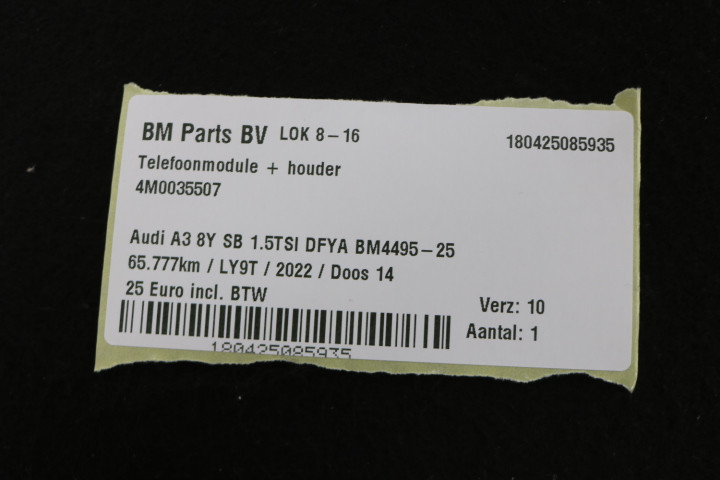 BM Parts BV LOK 8-16 180425085935
Telefoonmodule + houder
4M0035507
Audi A3 8Y SB 1.5TSI DFYA BM4495-25
65.777km / LY9T / 2022 / Doos 14
25 Euro incl. BTW Verz: 10
Aantal: 1
180425085935